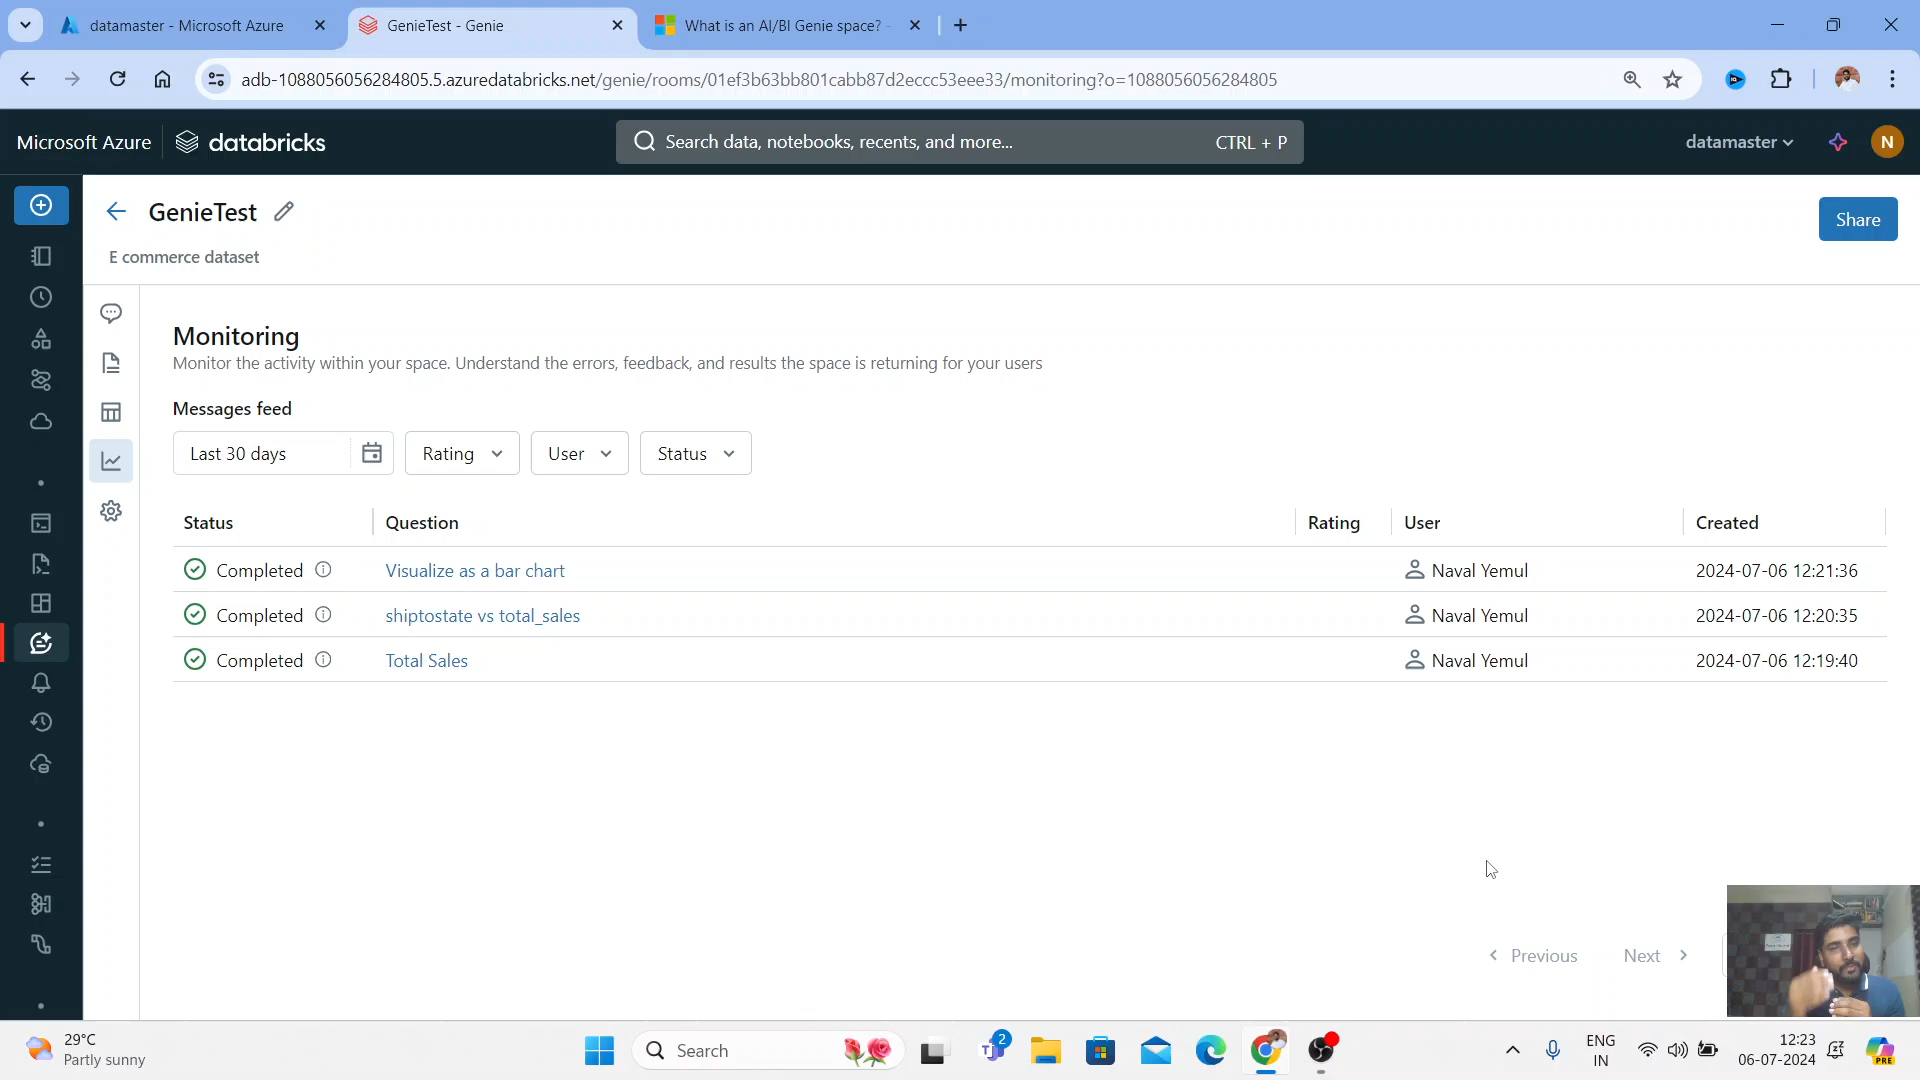 datamaster - Microsoft Azure
GenieTest - Genie
What is an AI/BI Genie space? -
adb-1088056056284805.5.azuredatabricks.net/genie/rooms/01ef3b63bb801cabb87d2eccc53eee33/monitoring?o=1088056056284805
Microsoft Azure
databricks
Search data, notebooks, recents, and more...
CTRL + P
datamaster
N
GenieTest
Share
E commerce dataset
Monitoring
Monitor the activity within your space. Understand the errors, feedback, and results the space is returning for your users
Messages feed
Last 30 days
Rating
User
Status
Status Question Rating User Created
Completed Visualize as a bar chart Naval Yemul 2024-07-06 12:21:36
Completed shiptostate vs total_sales Naval Yemul 2024-07-06 12:20:35
Completed Total Sales Naval Yemul 2024-07-06 12:19:40
Previous
Next
29°C
Partly sunny
Search
2
ENG
IN
12:23
06-07-2024
PRE